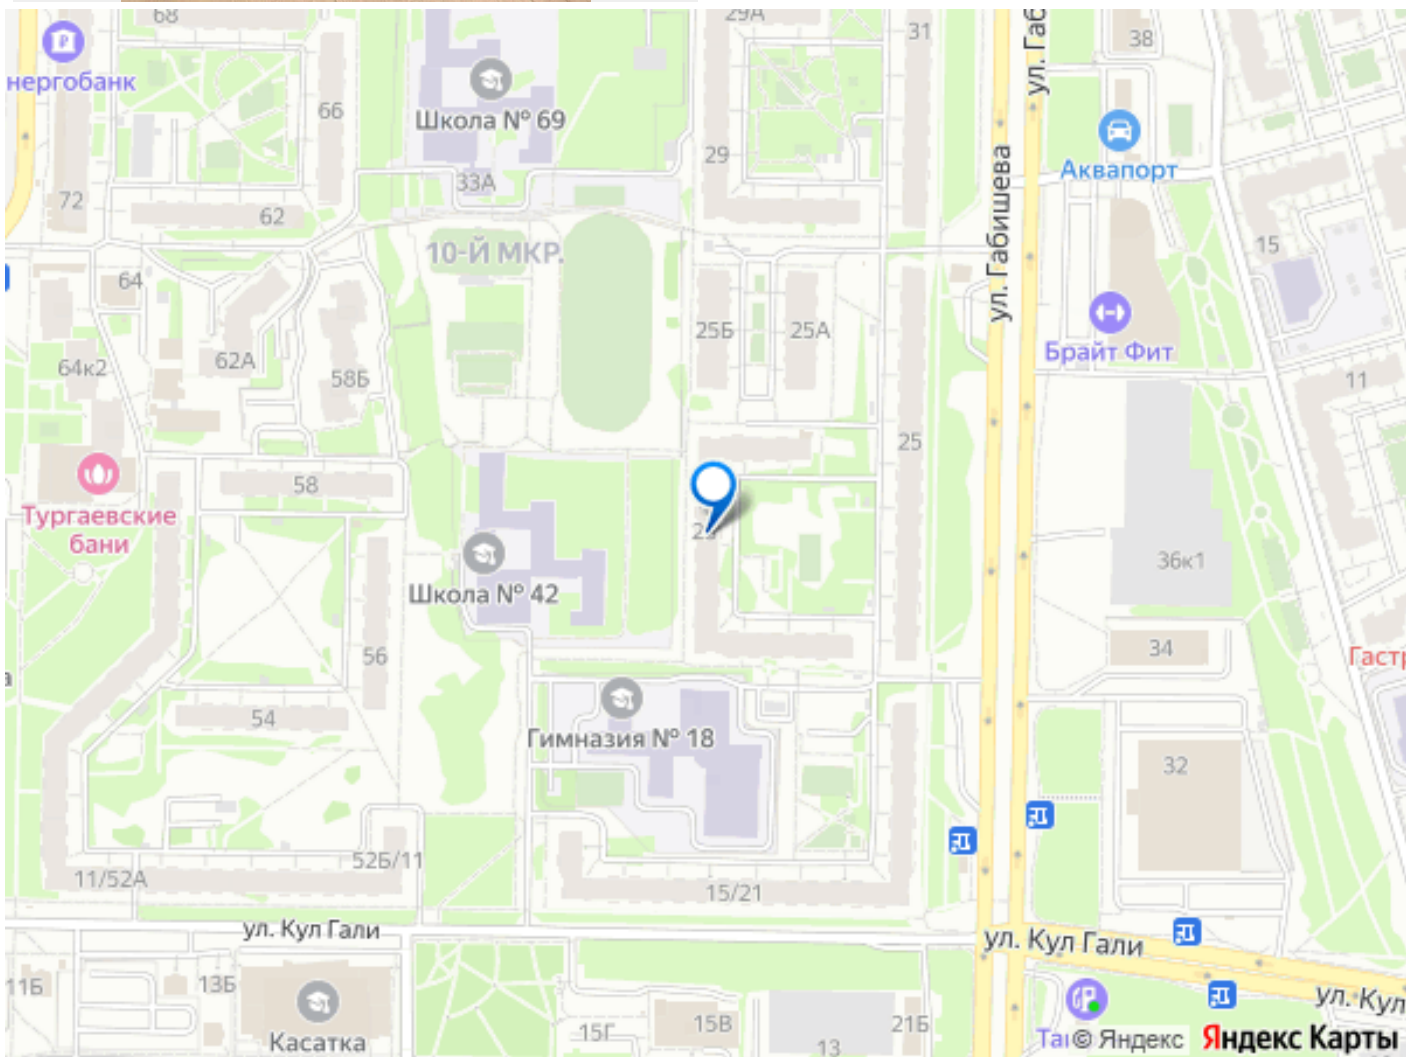 68
29А
31
38
ул. Габ
нергобанк
66
Школа № 69
ул. Габишева
29
33А
Аквапорт
72
62
10-Й МКР.
15
64
25Б
25А
62А
Брайт Фит
64к2
58Б
11
25
58
Тургаевские
бани
36к1
Школа № 42
34
56
Гастр
54
Гимназия № 18
32
52Б/11
11/52А
15/21
ул. Кул Гали
ул. Кул Гали
11Б
13Б
ул. Кул
15Г
15В
21Б
Касатка
13
© Яндекс
Яндекс Карты